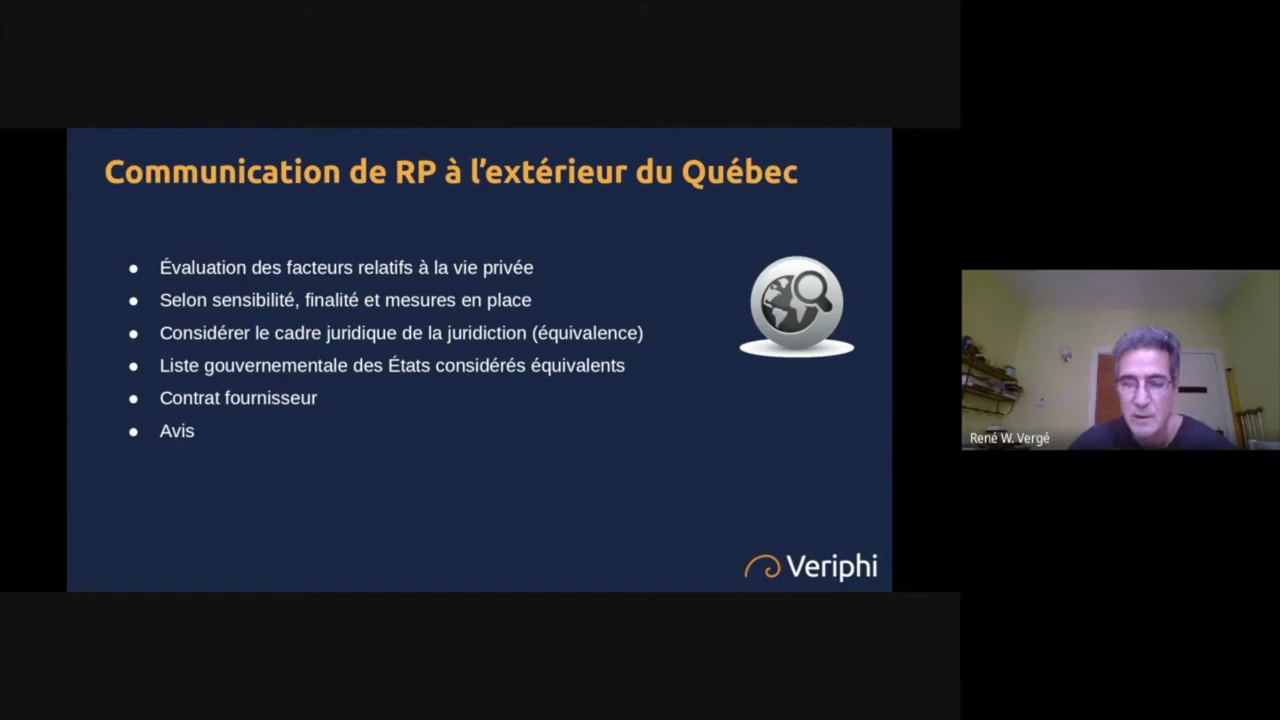 Communication de RP à l’extérieur du Québec
● Évaluation des facteurs relatifs à la vie privée
● Selon sensibilité, finalité et mesures en place
● Considérer le cadre juridique de la juridiction (équivalence)
● Liste gouvernementale des États considérés équivalents
● Contrat fournisseur
● Avis
Veriphi
René W. Vergé